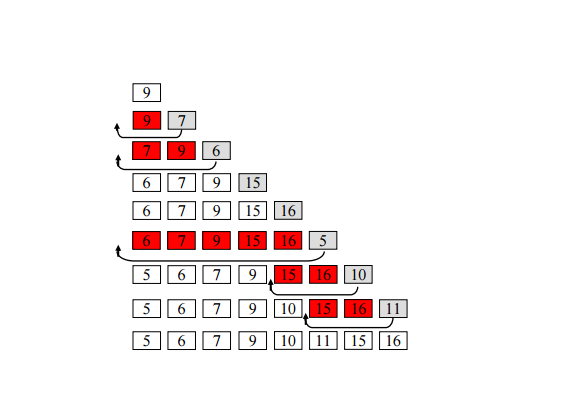 9
9 7
7 9 6
6 7 9 15
6 7 9 15 16
6 7 9 15 16 5
5 6 7 9 15 16 10
5 6 7 9 10 15 16 11
5 6 7 9 10 11 15 16